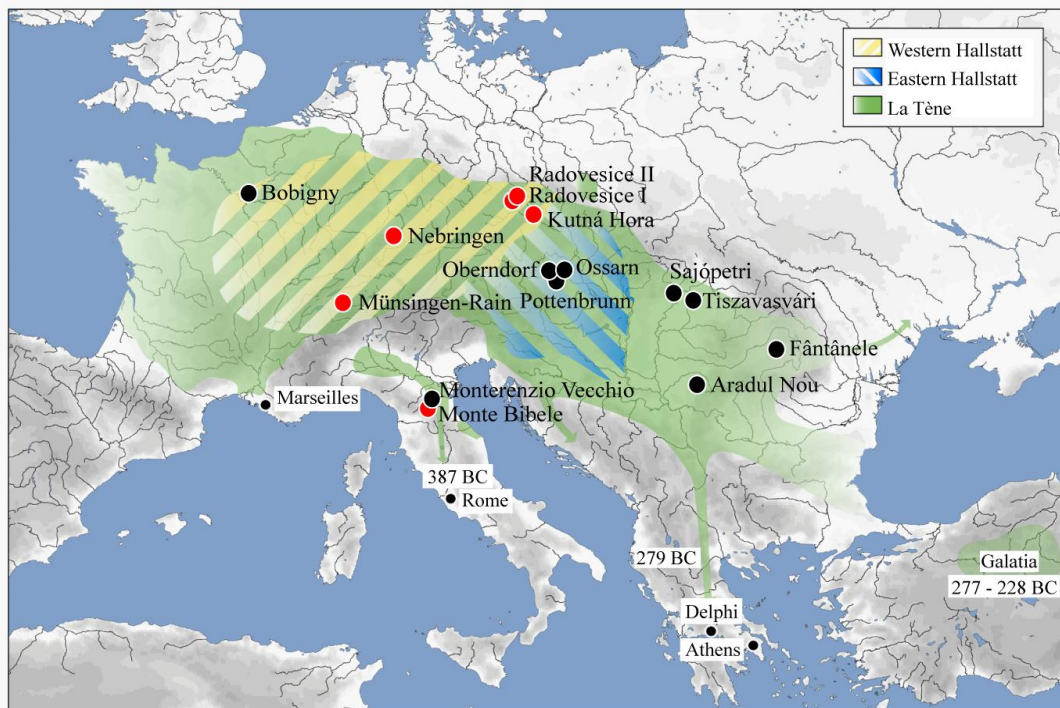 Western Hallstatt
Eastern Hallstatt
La Tène
Radovesice II
Radovesice I
Kutná Hora
Bobigny
Nebringen
Oberndorf
Ossarn
Pottenbrunn
Sajópetri
Tiszavasvári
Münsingen-Rain
Fântânele
Aradul Nou
Marseilles
Monterenzio Vecchio
Monte Bibele
387 BC
Rome
279 BC
Galatia
277 - 228 BC
Delphi
Athens